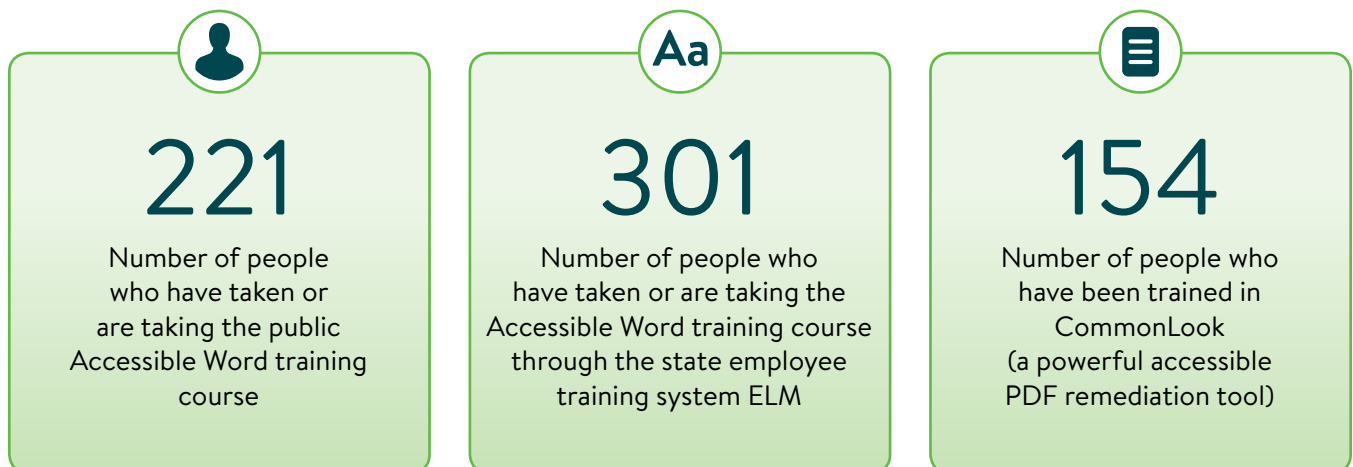 221
Number of people
who have taken or
are taking the public
Accessible Word training
course
Aa
301
Number of people who
have taken or are taking the
Accessible Word training course
through the state employee
training system ELM
154
Number of people who
have been trained in
CommonLook
(a powerful accessible
PDF remediation tool)